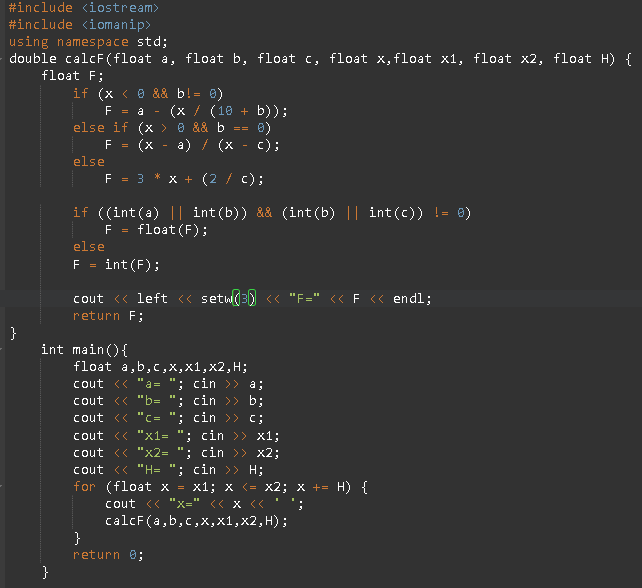 #include <iostream>
#include <iomanip>
using namespace std;
double calcF(float a, float b, float c, float x,float x1, float x2, float H) {
    float F;
        if (x < 0 && b!= 0)
            F = a - (x / (10 + b));
        else if (x > 0 && b == 0)
            F = (x - a) / (x - c);
        else
            F = 3 * x + (2 / c);

        if ((int(a) || int(b)) && (int(b) || int(c)) != 0)
            F = float(F);
        else
        F = int(F);

        cout << left << setw(3) << "F=" << F << endl;
        return F;
}
    int main(){
        float a,b,c,x,x1,x2,H;
        cout << "a= "; cin >> a;
        cout << "b= "; cin >> b;
        cout << "c= "; cin >> c;
        cout << "x1= "; cin >> x1;
        cout << "x2= "; cin >> x2;
        cout << "H= "; cin >> H;
        for (float x = x1; x <= x2; x += H) {
            cout << "x=" << x << ' ';
            calcF(a,b,c,x,x1,x2,H);
        }
        return 0;
    }